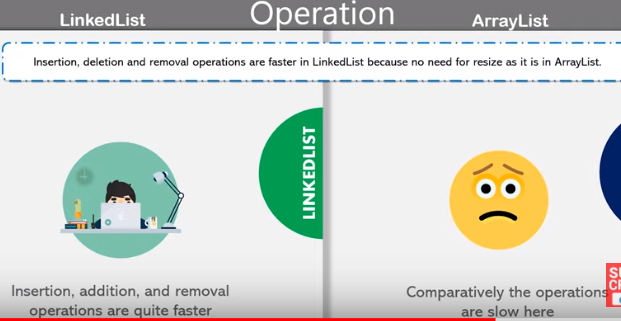 Operation
LinkedList
ArrayList
Insertion, deletion and removal operations are faster in LinkedList because no need for resize as it is in ArrayList.
LINKEDLIST
Insertion, addition, and removal
operations are quite faster
Comparatively the operations
are slow here